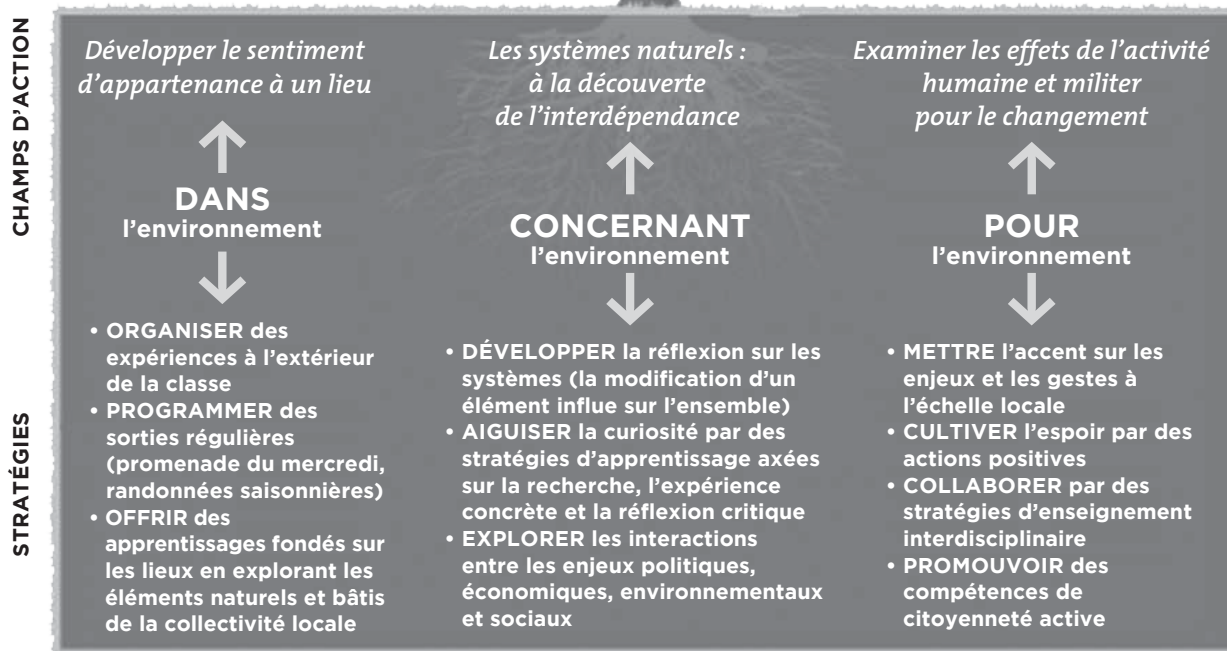 CHAMPS D'ACTION
Développer le sentiment
d'appartenance à un lieu
DANS
l'environnement
Les systèmes naturels :
à la découverte
de l'interdépendance
CONCERNANT
l'environnement
Examiner les effets de l'activité
humaine et militer
pour le changement
POUR
l'environnement
STRATÉGIES
• ORGANISER des
expériences à l'extérieur
de la classe
• PROGRAMMER des
sorties régulières
(promenade du mercredi,
randonnées saisonnières)
• OFFRIR des
apprentissages fondés sur
les lieux en explorant les
éléments naturels et bâtis
de la collectivité locale
• DÉVELOPPER la réflexion sur les
systèmes (la modification d'un
élément influe sur l'ensemble)
• AIGUISER la curiosité par des
stratégies d'apprentissage axées
sur la recherche, l'expérience
concrète et la réflexion critique
• EXPLORER les interactions
entre les enjeux politiques,
économiques, environnementaux
et sociaux
• METTRE l'accent sur les
enjeux et les gestes à
l'échelle locale
• CULTIVER l'espoir par des
actions positives
• COLLABORER par des
stratégies d'enseignement
interdisciplinaire
• PROMOUVOIR des
compétences de
citoyenneté active